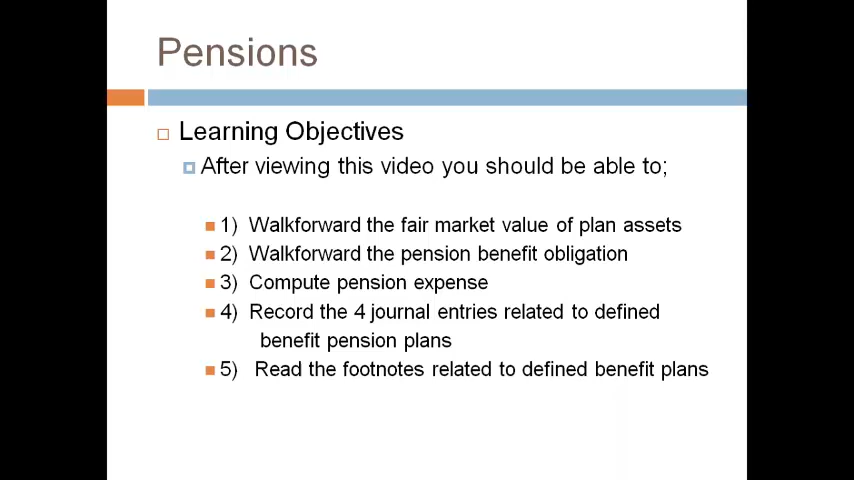 Pensions
Learning Objectives
After viewing this video you should be able to;
1) Walkforward the fair market value of plan assets
2) Walkforward the pension benefit obligation
3) Compute pension expense
4) Record the 4 journal entries related to defined
benefit pension plans
5) Read the footnotes related to defined benefit plans